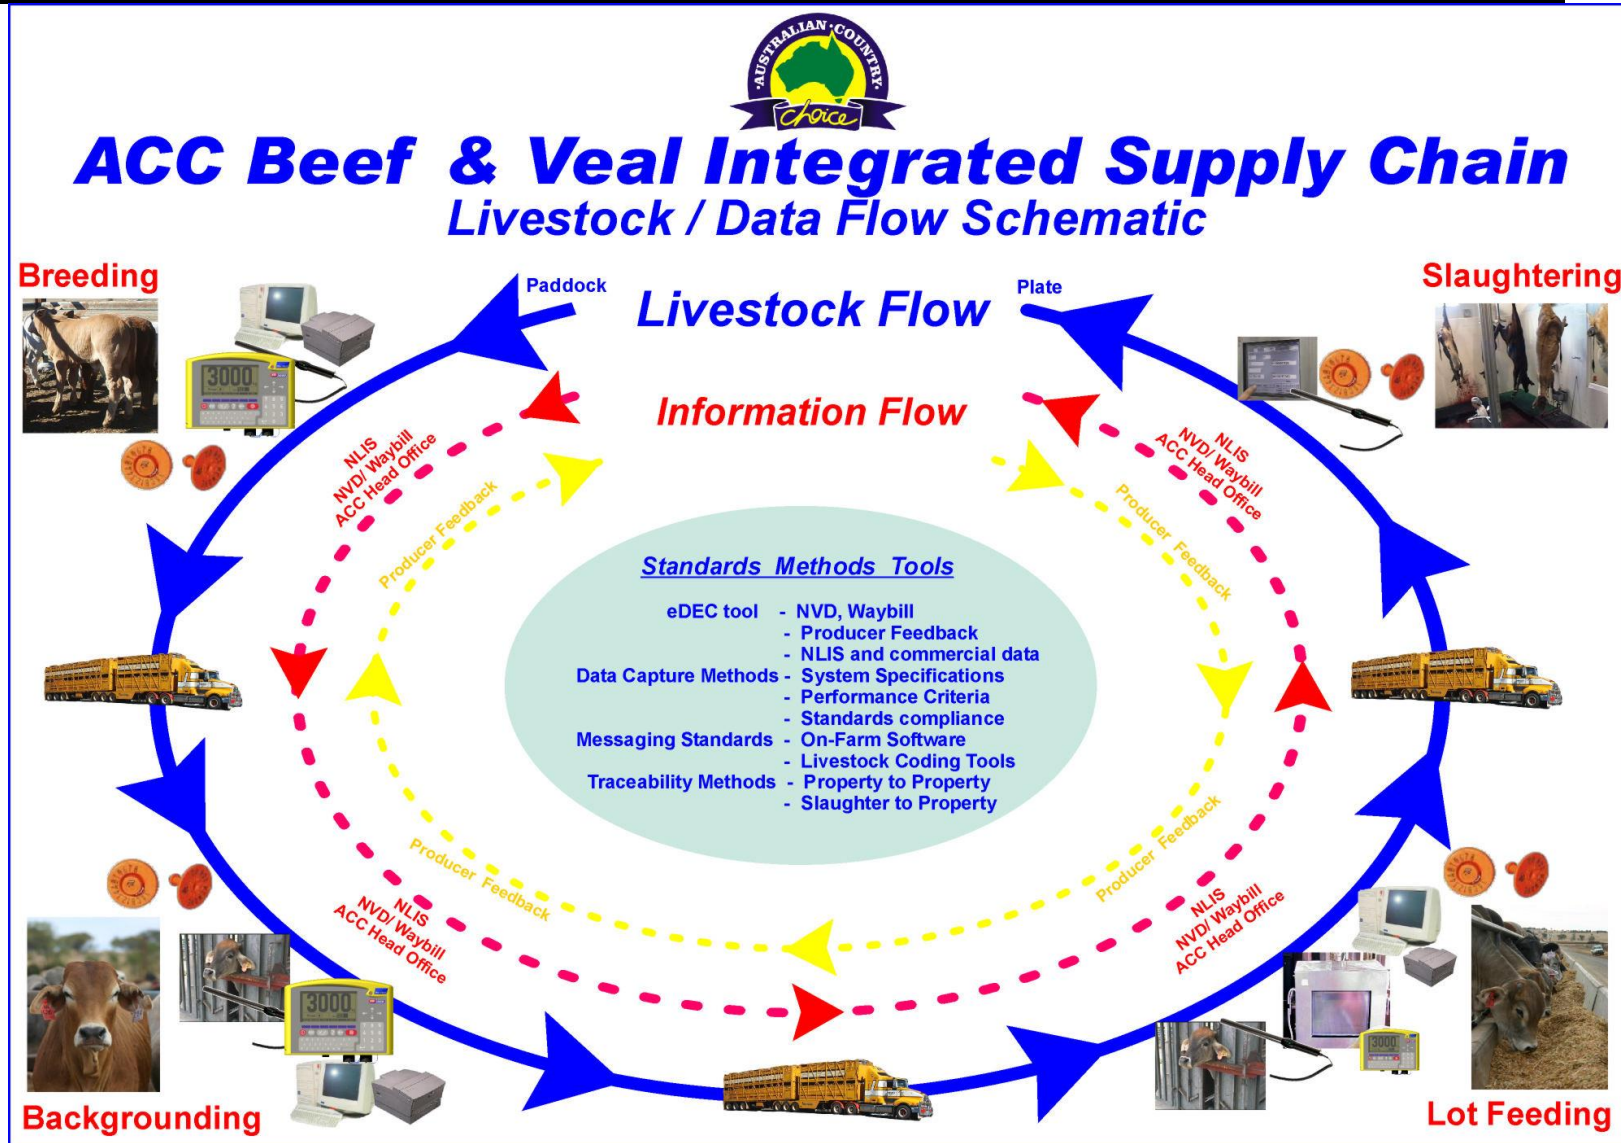 AUSTRALIAN·COUNTRY
choice
ACC Beef & Veal Integrated Supply Chain
Livestock / Data Flow Schematic
Breeding
Paddock
Livestock Flow
Plate
Slaughtering
3000
Information Flow
NLIS
NVD/ Waybill
ACC Head Office
NLIS
NVD/ Waybill
ACC Head Office
Producer Feedback
Producer Feedback
Standards Methods Tools
eDEC tool - NVD, Waybill
- Producer Feedback
- NLIS and commercial data
Data Capture Methods - System Specifications
- Performance Criteria
- Standards compliance
Messaging Standards - On-Farm Software
- Livestock Coding Tools
Traceability Methods - Property to Property
- Slaughter to Property
Producer Feedback
Producer Feedback
NLIS
NVD/ Waybill
ACC Head Office
NLIS
NVD/ Waybill
ACC Head Office
3000
3000
Backgrounding
Lot Feeding